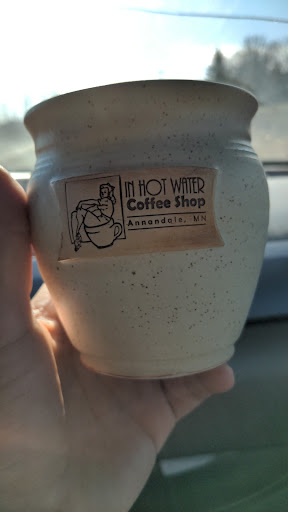 IN HOT WATER
Coffee Shop
Annandale, MN